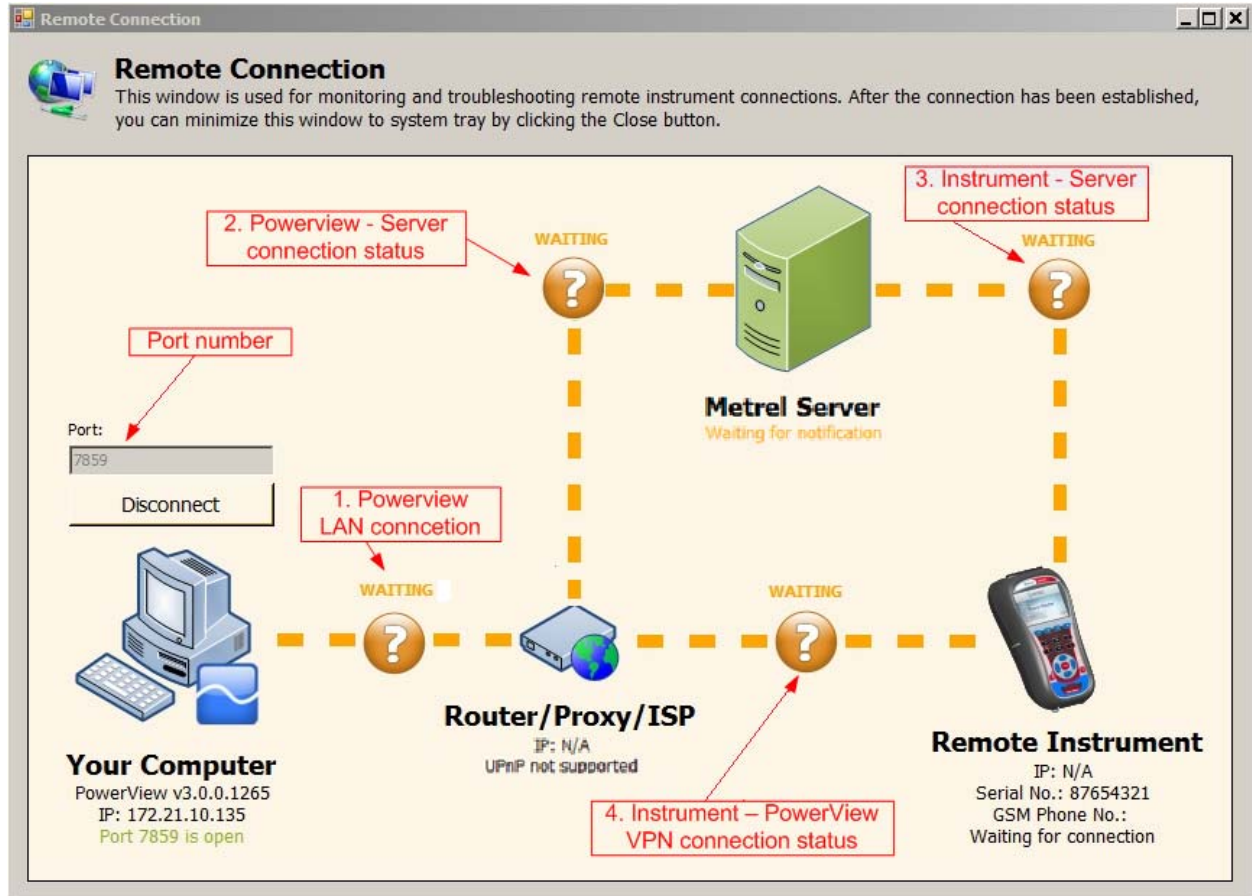 Remote Connection
Remote Connection
This window is used for monitoring and troubleshooting remote instrument connections. After the connection has been established,
you can minimize this window to system tray by clicking the Close button.
2. Powerview - Server
connection status
WAITING
3. Instrument - Server
connection status
WAITING
Port number
Metrel Server
Waiting for notification
Port:
7859
Disconnect
1. Powerview
LAN conncetion
WAITING
WAITING
Router/Proxy/ISP
IP: N/A
UPnP not supported
Your Computer
PowerView v3.0.0.1265
IP: 172.21.10.135
Port 7859 is open
4. Instrument – PowerView
VPN connection status
Remote Instrument
IP: N/A
Serial No.: 87654321
GSM Phone No.:
Waiting for connection